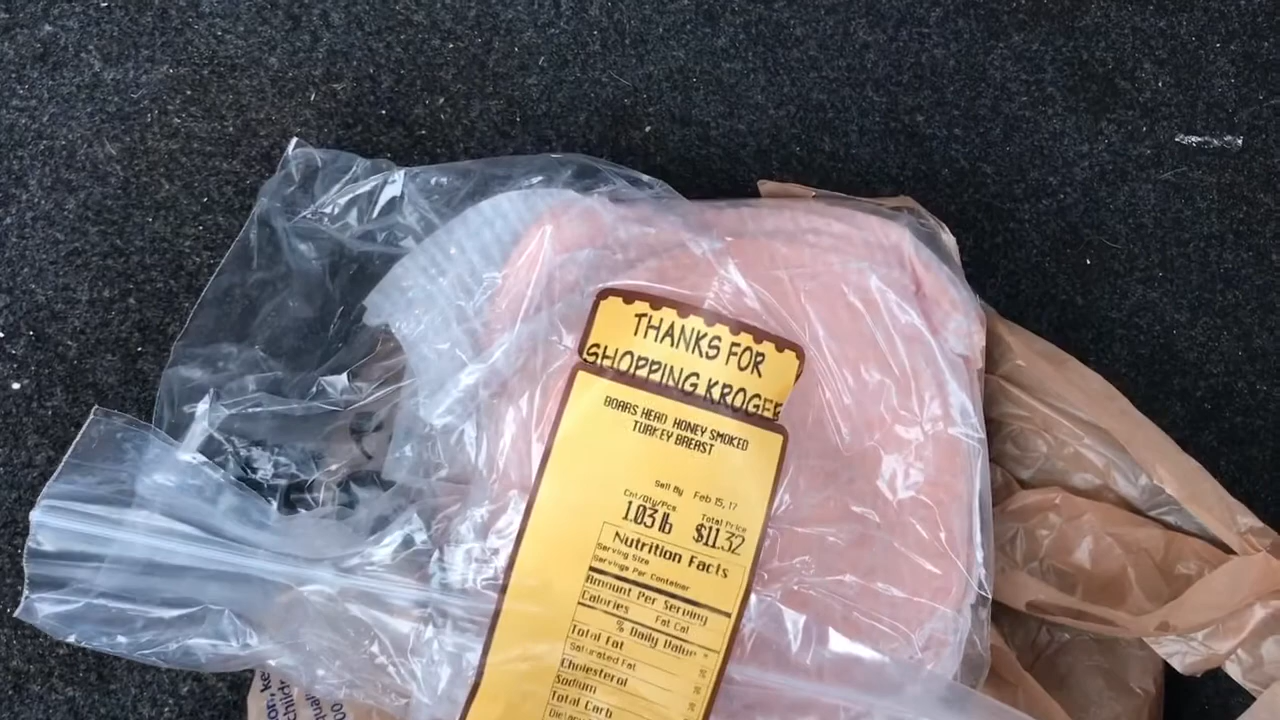 THANKS FOR
SHOPPING KROGER
BOARS HEAD HONEY SMOKED
TURKEY BREAST
Sell By Feb 15, 17
Cnt/Qty/Pcs. Total Price
1.03 lb $11.32
Nutrition Facts
Serving Size
Servings Per Container
Amount Per Serving
Calories Fat Cal
% Daily Value *
Total Fat
Saturated Fat
Cholesterol
Sodium
Total Carb